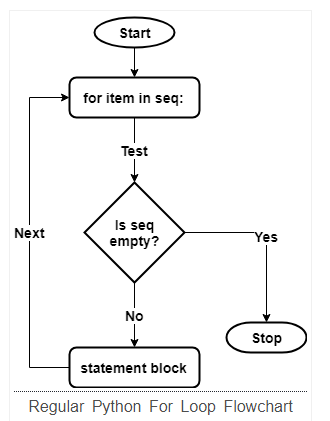 Start
for item in seq:
Test
Is seq
empty?
Next
Yes
No
Stop
statement block
Regular Python For Loop Flowchart